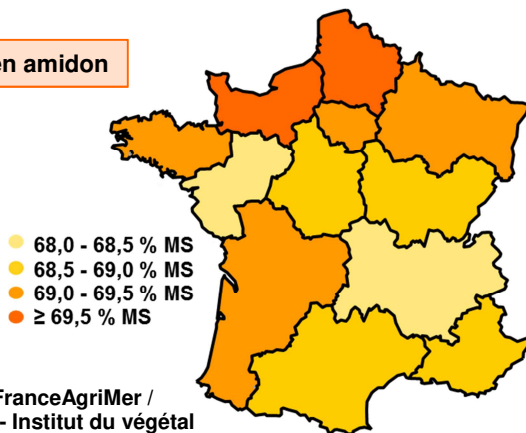 en amidon
68,0 - 68,5 % MS
68,5 - 69,0 % MS
69,0 - 69,5 % MS
≥ 69,5 % MS
FranceAgriMer /
- Institut du végétal